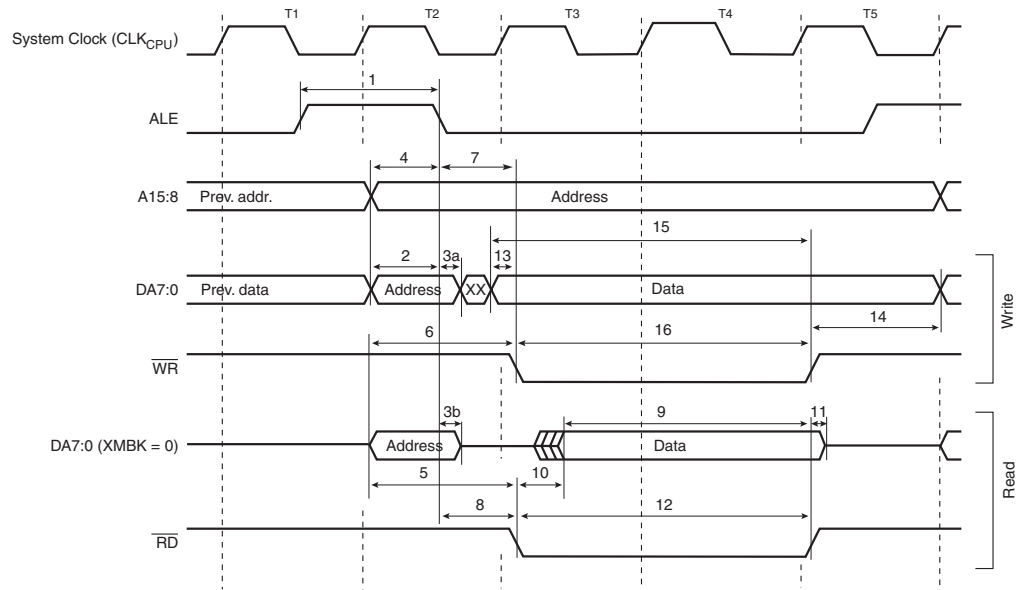 T1 T2 T3 T4 T5
System Clock (CLKCPU)
1
ALE
4 7
A15:8 Prev. addr. Address
15
2 3a 13
DA7:0 Prev. data Address XX Data
14
6 16
WR
Write
3b 9 11
DA7:0 (XMBK = 0) Address Data
5 10
8 12
RD
Read